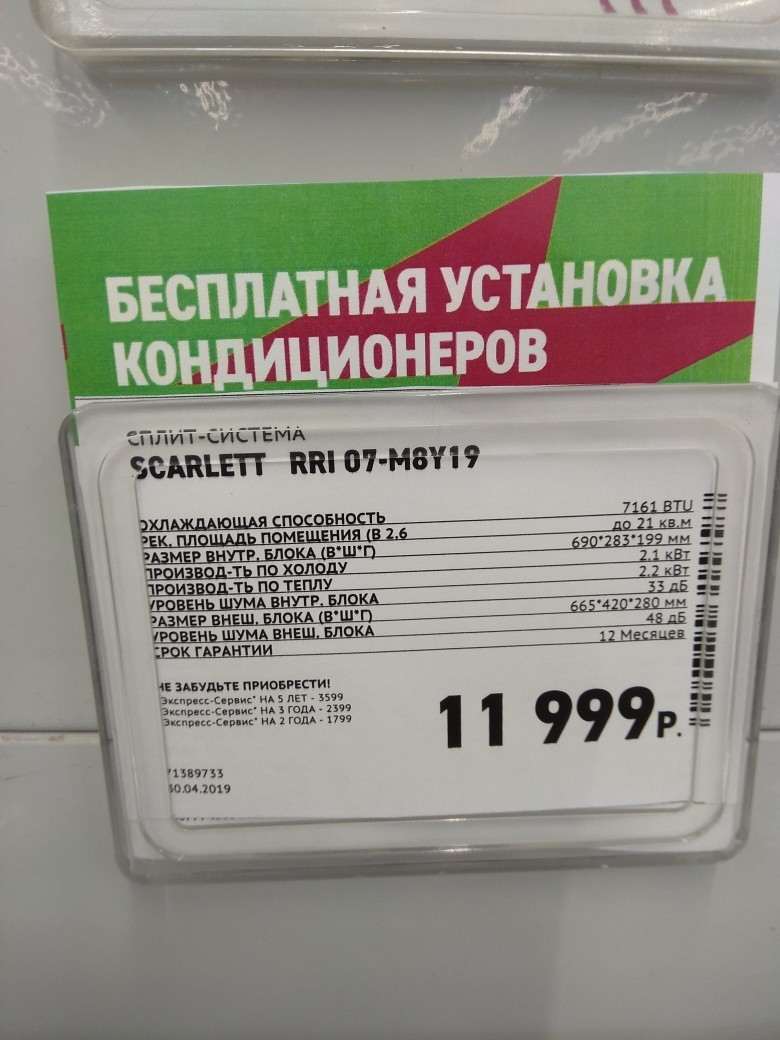 БЕСПЛАТНАЯ УСТАНОВКА
КОНДИЦИОНЕРОВ
СПЛИТ-СИСТЕМА
SCARLETT RRI 07-M8Y19
ОХЛАЖДАЮЩАЯ СПОСОБНОСТЬ 7161 BTU
РЕК. ПЛОЩАДЬ ПОМЕЩЕНИЯ (В 2.6 до 21 кв.м
РАЗМЕР ВНУТР. БЛОКА (В*Ш*Г) 690*283*199 мм
ПРОИЗВОД-ТЬ ПО ХОЛОДУ 2.1 кВт
ПРОИЗВОД-ТЬ ПО ТЕПЛУ 2.2 кВт
УРОВЕНЬ ШУМА ВНУТР. БЛОКА 33 дБ
РАЗМЕР ВНЕШ. БЛОКА (В*Ш*Г) 665*420*280 мм
УРОВЕНЬ ШУМА ВНЕШ. БЛОКА 48 дБ
СРОК ГАРАНТИИ 12 Месяцев
НЕ ЗАБУДЬТЕ ПРИОБРЕСТИ!
Экспресс-Сервис* НА 5 ЛЕТ - 3599
Экспресс-Сервис* НА 3 ГОДА - 2399
Экспресс-Сервис* НА 2 ГОДА - 1799
11 999р.
71389733
30.04.2019